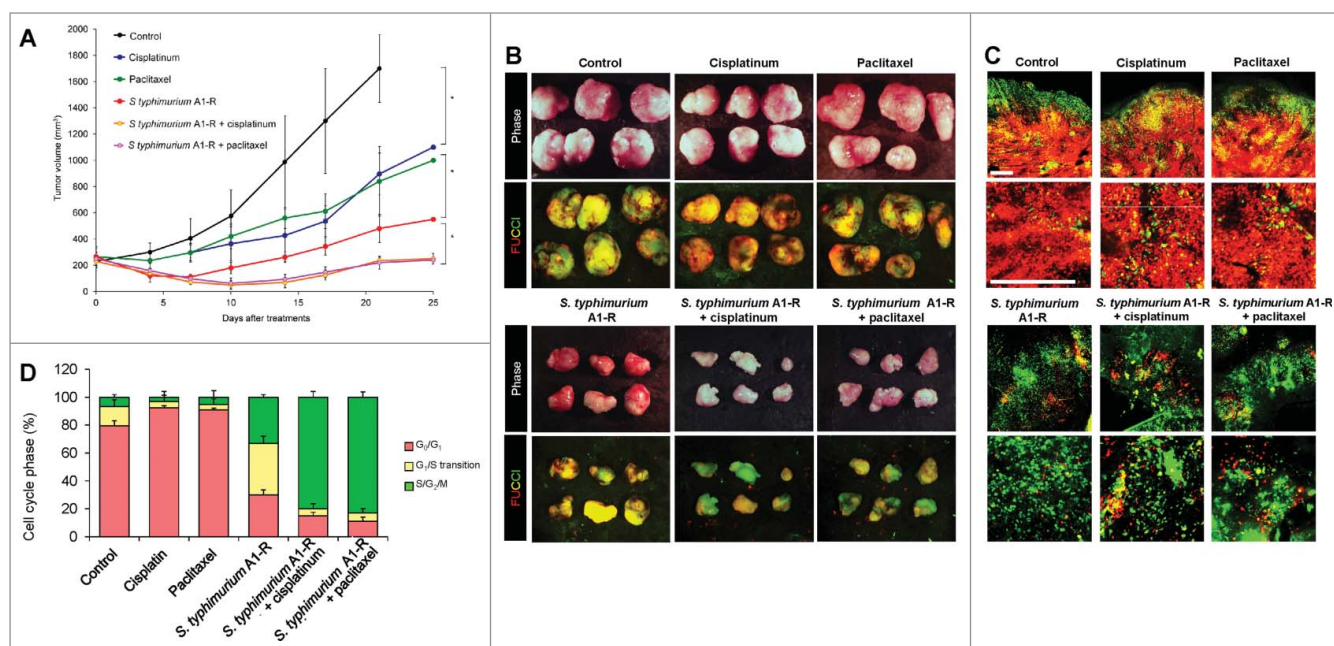 A
2000
1800
1600
1400
1200
1000
800
600
400
200
0
Tumor volume (mm³)
0 5 10 15 20 25
Days after treatments
Control
Cisplatinum
Paclitaxel
S typhimurium A1-R
S typhimurium A1-R + cisplatinum
S typhimurium A1-R + paclitaxel
*
*
*
B
Control Cisplatinum Paclitaxel
Phase
FUCCI
S. typhimurium A1-R
S. typhimurium A1-R + cisplatinum
S. typhimurium A1-R + paclitaxel
Phase
FUCCI
C
Control Cisplatinum Paclitaxel
S. typhimurium A1-R
S. typhimurium A1-R + cisplatinum
S. typhimurium A1-R + paclitaxel
D
120
100
80
60
40
20
0
Cell cycle phase (%)
Control
Cisplatin
Paclitaxel
S. typhimurium A1-R
S. typhimurium A1-R + cisplatinum
S. typhimurium A1-R + paclitaxel
G₀/G₁
G₁/S transition
S/G₂/M